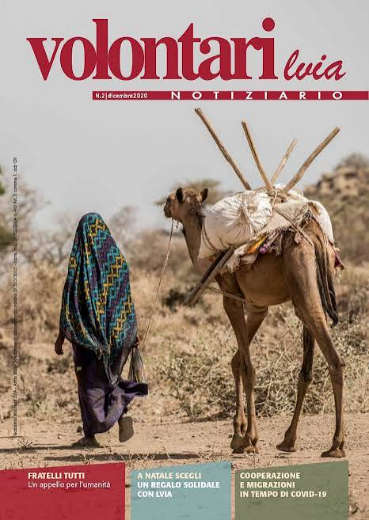 volontari lvia
N.2|dicembre 2020
NOTIZIARIO
FRATELLI TUTTI
Un appello per l'umanità
A NATALE SCEGLI
UN REGALO SOLIDALE
CON LVIA
COOPERAZIONE
E MIGRAZIONI
IN TEMPO DI COVID-19